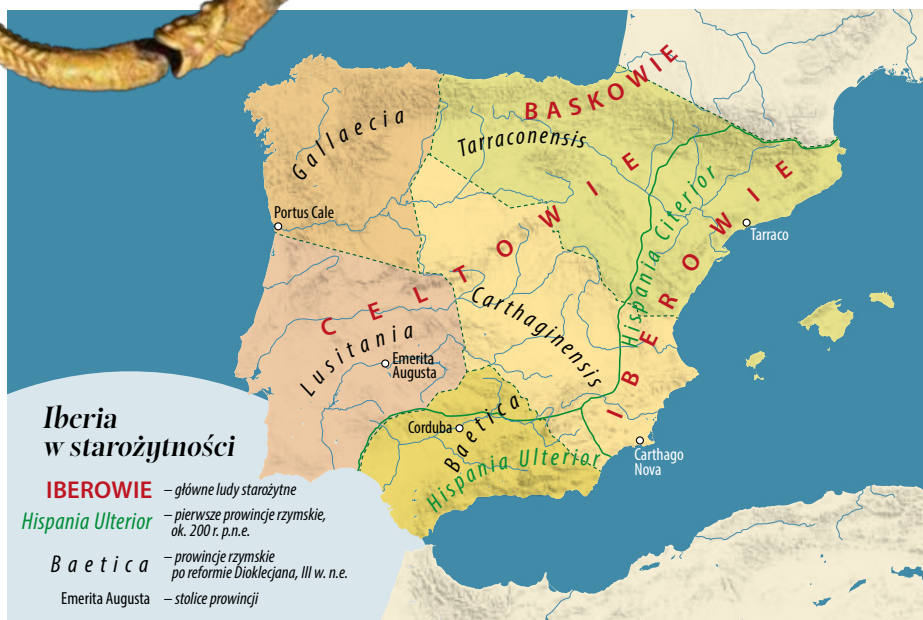 BASKOWIE
Gallaecia
Tarraconensis
Portus Cale
CELTOWIE
Hispania Citerior
IBEROWIE
Tarraco
Carthaginensis
Lusitania
Emerita
Augusta
Corduba
Baetica
Hispania Ulterior
Carthago
Nova
Iberia
w starożytności
IBEROWIE – główne ludy starożytne
Hispania Ulterior – pierwsze prowincje rzymskie,
ok. 200 r. p.n.e.
Baetica – prowincje rzymskie
po reformie Dioklecjana, III w. n.e.
Emerita Augusta – stolice prowincji